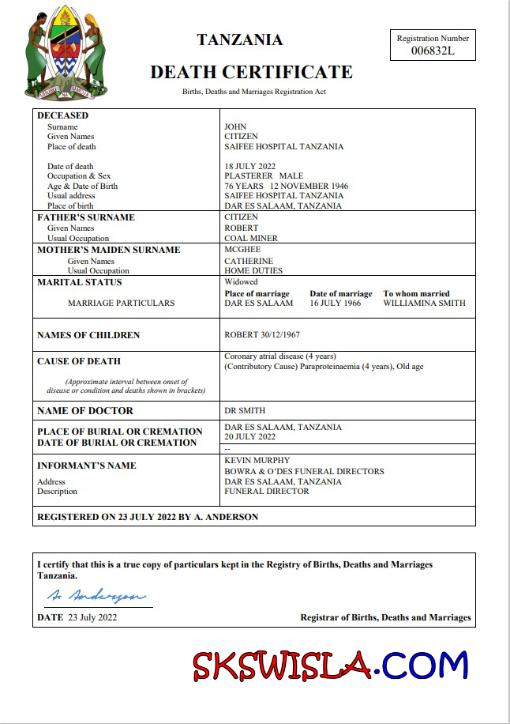 TANZANIA
Registration Number
006832L
DEATH CERTIFICATE
Births, Deaths and Marriages Registration Act
DECEASED
Surname JOHN
Given Names CITIZEN
Place of death SAIFEE HOSPITAL TANZANIA
Date of death 18 JULY 2022
Occupation & Sex PLASTERER MALE
Age & Date of Birth 76 YEARS 12 NOVEMBER 1946
Usual address SAIFEE HOSPITAL TANZANIA
Place of birth DAR ES SALAAM, TANZANIA
FATHER'S SURNAME CITIZEN
Given Names ROBERT
Usual Occupation COAL MINER
MOTHER'S MAIDEN SURNAME MCGHEE
Given Names CATHERINE
Usual Occupation HOME DUTIES
MARITAL STATUS Widowed
Place of marriage Date of marriage To whom married
MARRIAGE PARTICULARS DAR ES SALAAM 16 JULY 1966 WILLIAMINA SMITH
NAMES OF CHILDREN ROBERT 30/12/1967
CAUSE OF DEATH Coronary atrial disease (4 years)
(Contributory Cause) Paraproteinaemia (4 years), Old age
(Approximate interval between onset of
disease or condition and deaths shown in brackets)
NAME OF DOCTOR DR SMITH
PLACE OF BURIAL OR CREMATION DAR ES SALAAM, TANZANIA
DATE OF BURIAL OR CREMATION 20 JULY 2022
--
INFORMANT'S NAME KEVIN MURPHY
BOWRA & O'DES FUNERAL DIRECTORS
Address DAR ES SALAAM, TANZANIA
Description FUNERAL DIRECTOR
REGISTERED ON 23 JULY 2022 BY A. ANDERSON
I certify that this is a true copy of particulars kept in the Registry of Births, Deaths and Marriages
Tanzania.
A. Anderson
DATE 23 July 2022 Registrar of Births, Deaths and Marriages
SKSWISLA.COM